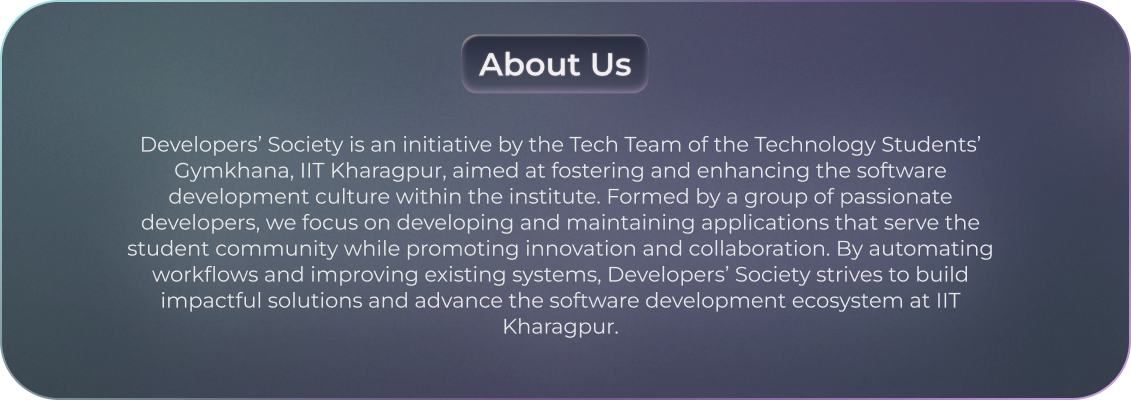 About Us
Developers’ Society is an initiative by the Tech Team of the Technology Students’
Gymkhana, IIT Kharagpur, aimed at fostering and enhancing the software
development culture within the institute. Formed by a group of passionate
developers, we focus on developing and maintaining applications that serve the
student community while promoting innovation and collaboration. By automating
workflows and improving existing systems, Developers’ Society strives to build
impactful solutions and advance the software development ecosystem at IIT
Kharagpur.